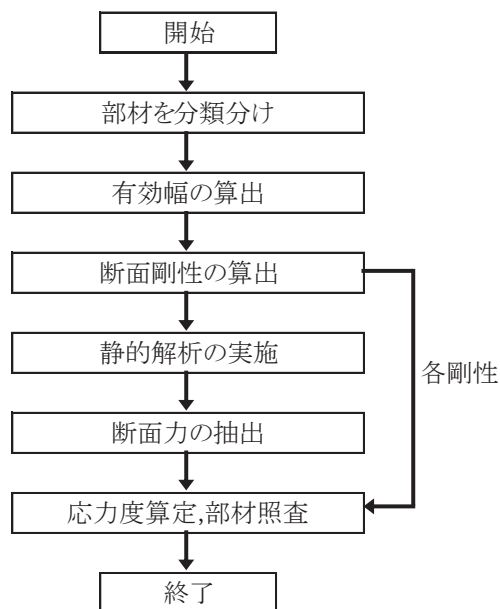 開始
部材を分類分け
有効幅の算出
断面剛性の算出
静的解析の実施
各剛性
断面力の抽出
応力度算定,部材照査
終了